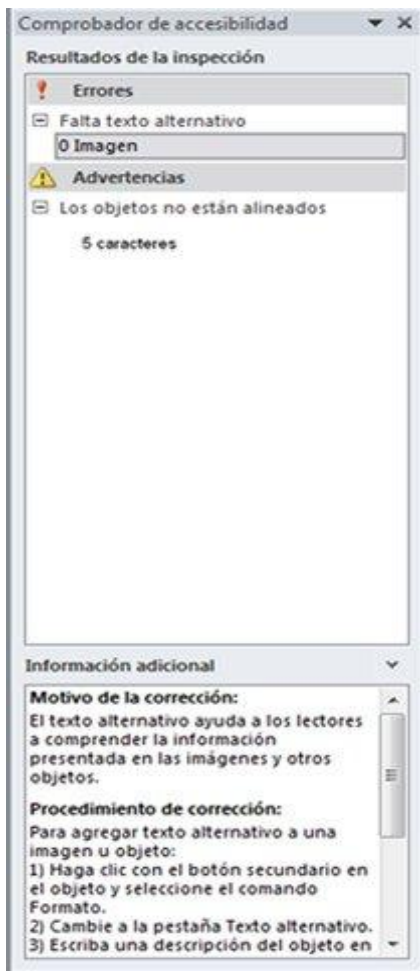 Comprobador de accesibilidad
Resultados de la inspección
Errores
Falta texto alternativo
0 Imagen
Advertencias
Los objetos no están alineados
5 caracteres
Información adicional
Motivo de la corrección:
El texto alternativo ayuda a los lectores
a comprender la información
presentada en las imágenes y otros
objetos.
Procedimiento de corrección:
Para agregar texto alternativo a una
imagen u objeto:
1) Haga clic con el botón secundario en
el objeto y seleccione el comando
Formato.
2) Cambie a la pestaña Texto alternativo.
3) Escriba una descripción del objeto en